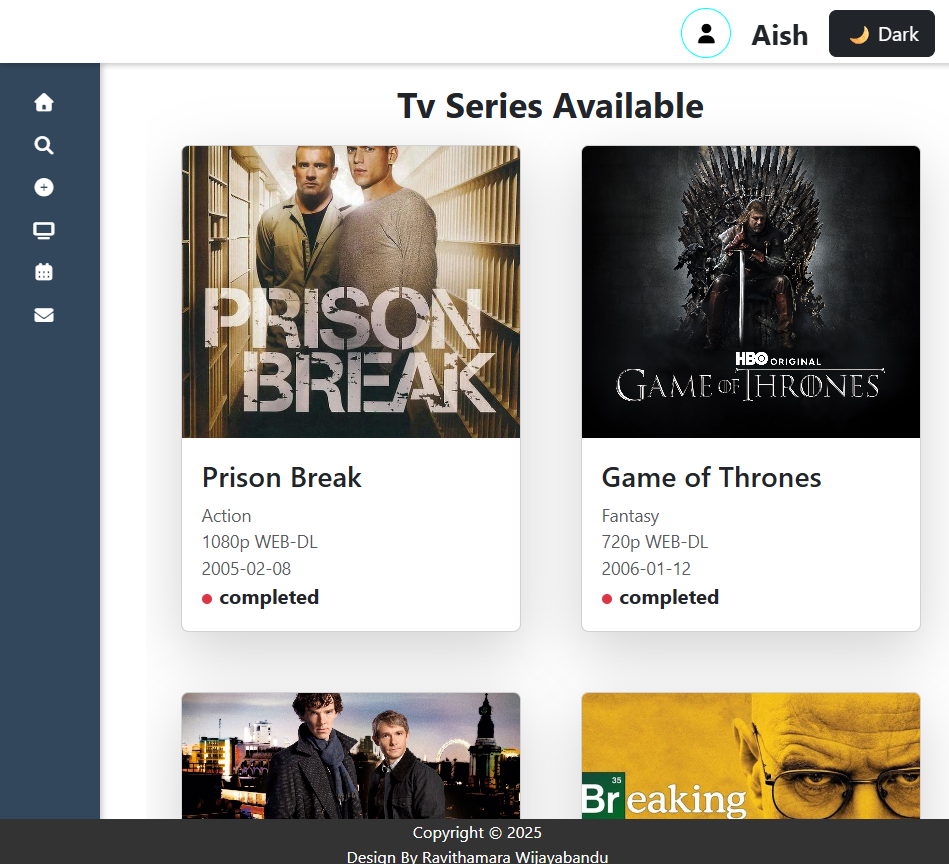 Aish
🌙 Dark
Tv Series Available
PRISON
BREAK
Prison Break
Action
1080p WEB-DL
2005-02-08
completed
HBO ORIGINAL
GAME OF THRONES
Game of Thrones
Fantasy
720p WEB-DL
2006-01-12
completed
35
Breaking
Copyright © 2025
Design By Ravithamara Wijayabandu